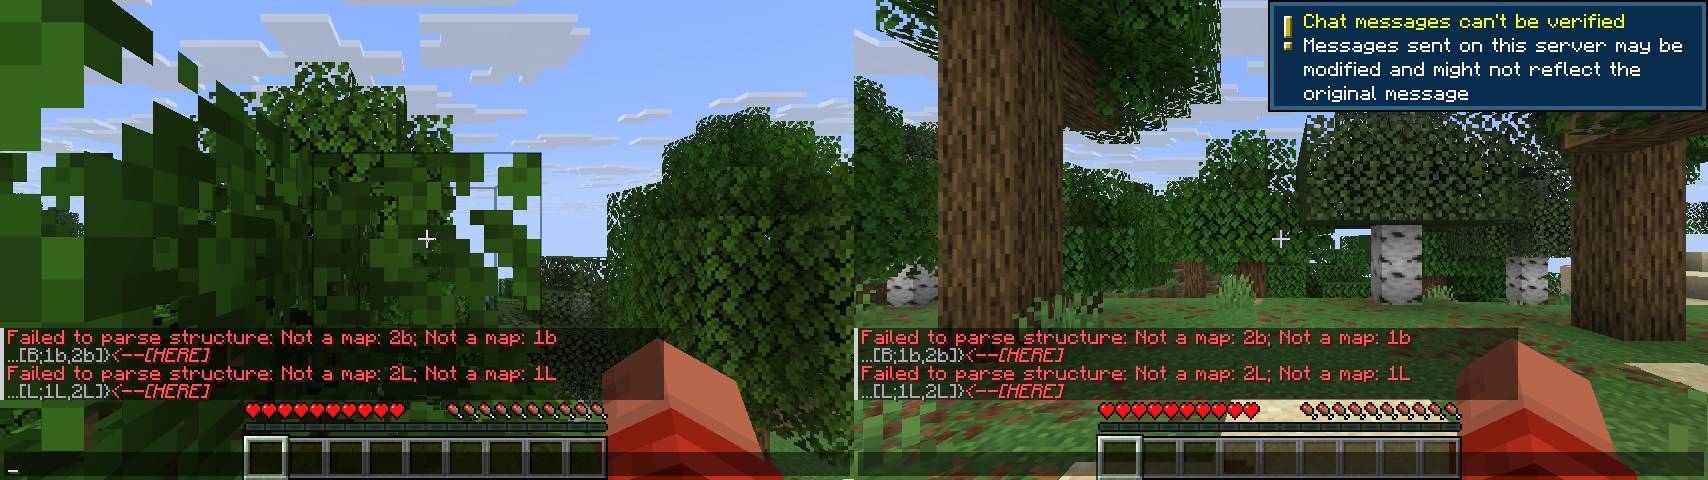 Chat messages can't be verified
Messages sent on this server may be
modified and might not reflect the
original message
Failed to parse structure: Not a map: 2b; Not a map: 1b
...[B;1b,2b]}<--[HERE]
Failed to parse structure: Not a map: 2L; Not a map: 1L
...[L;1L,2L]}<--[HERE]
Failed to parse structure: Not a map: 2b; Not a map: 1b
...[B;1b,2b]}<--[HERE]
Failed to parse structure: Not a map: 2L; Not a map: 1L
...[L;1L,2L]}<--[HERE]
_